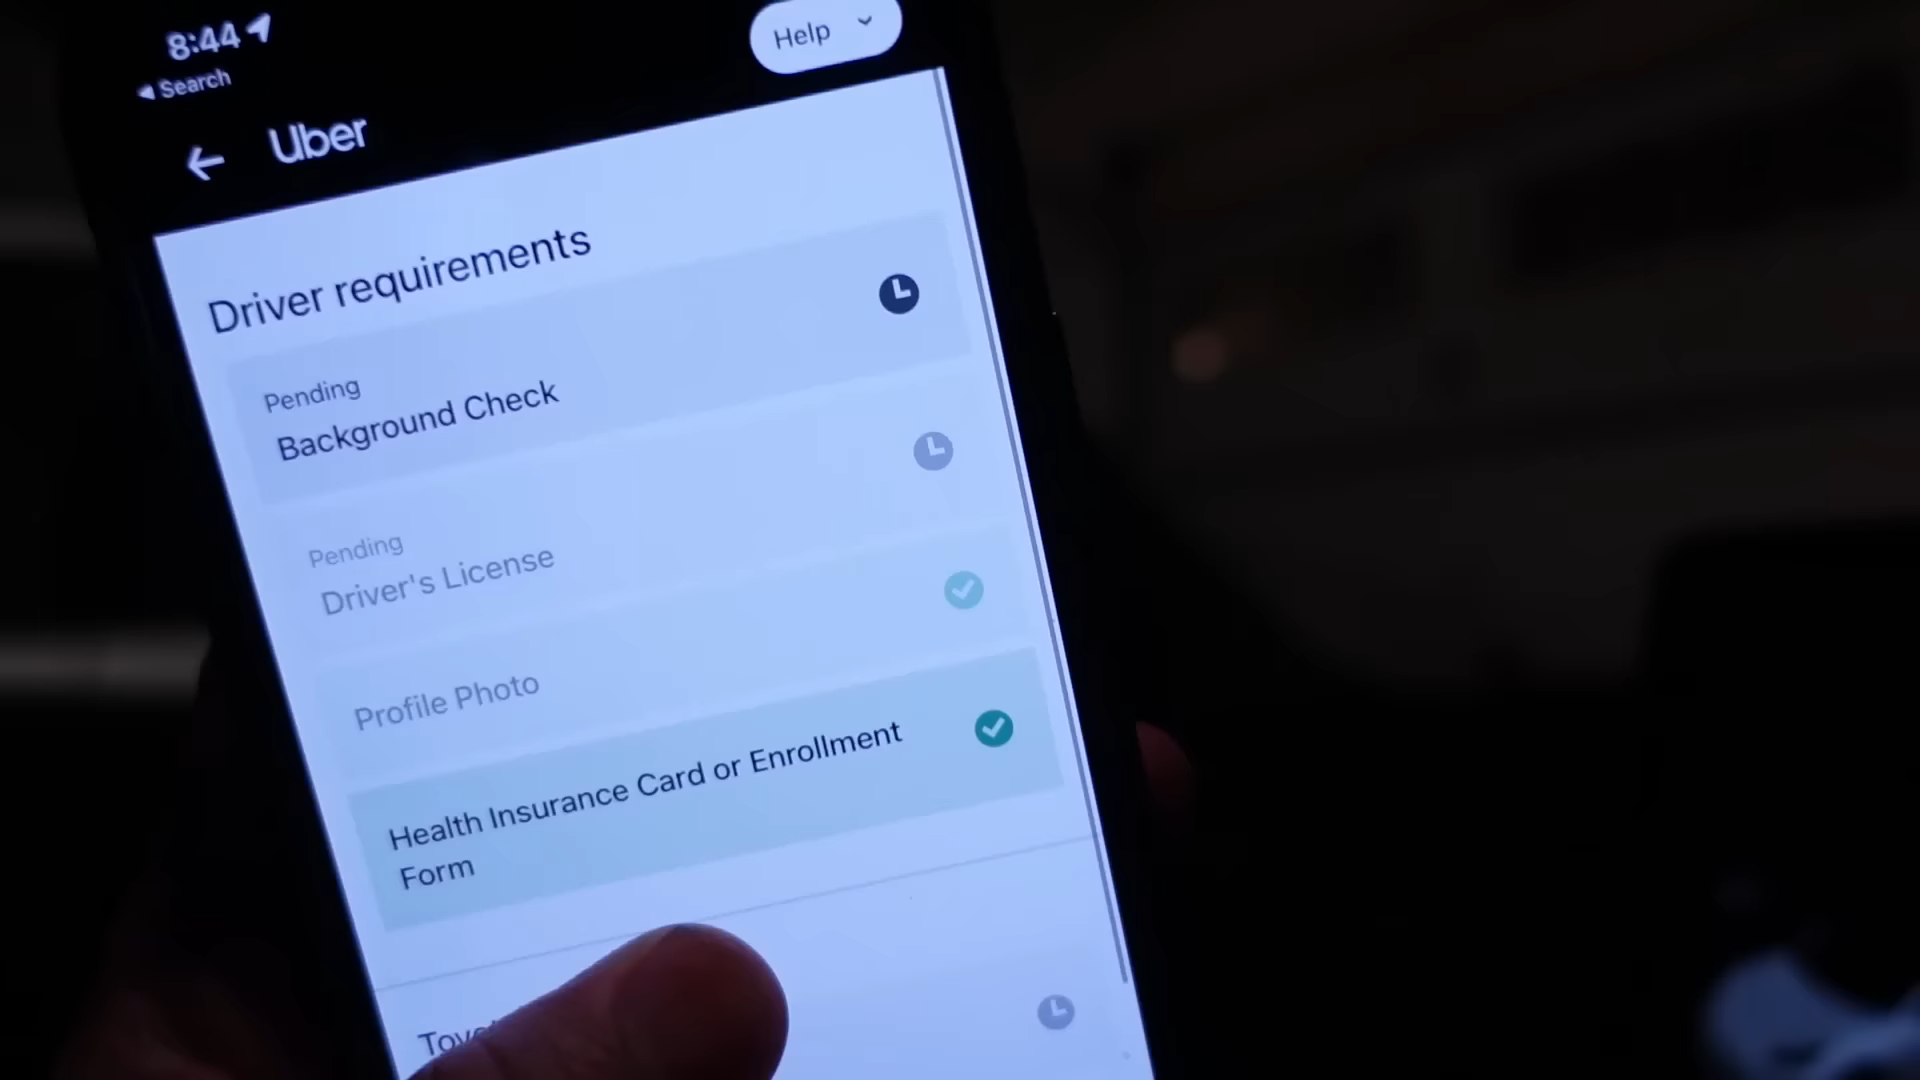 8:44
Search
Help
Uber
Driver requirements
Pending
Background Check
Pending
Driver's License
Profile Photo
Health Insurance Card or Enrollment
Form